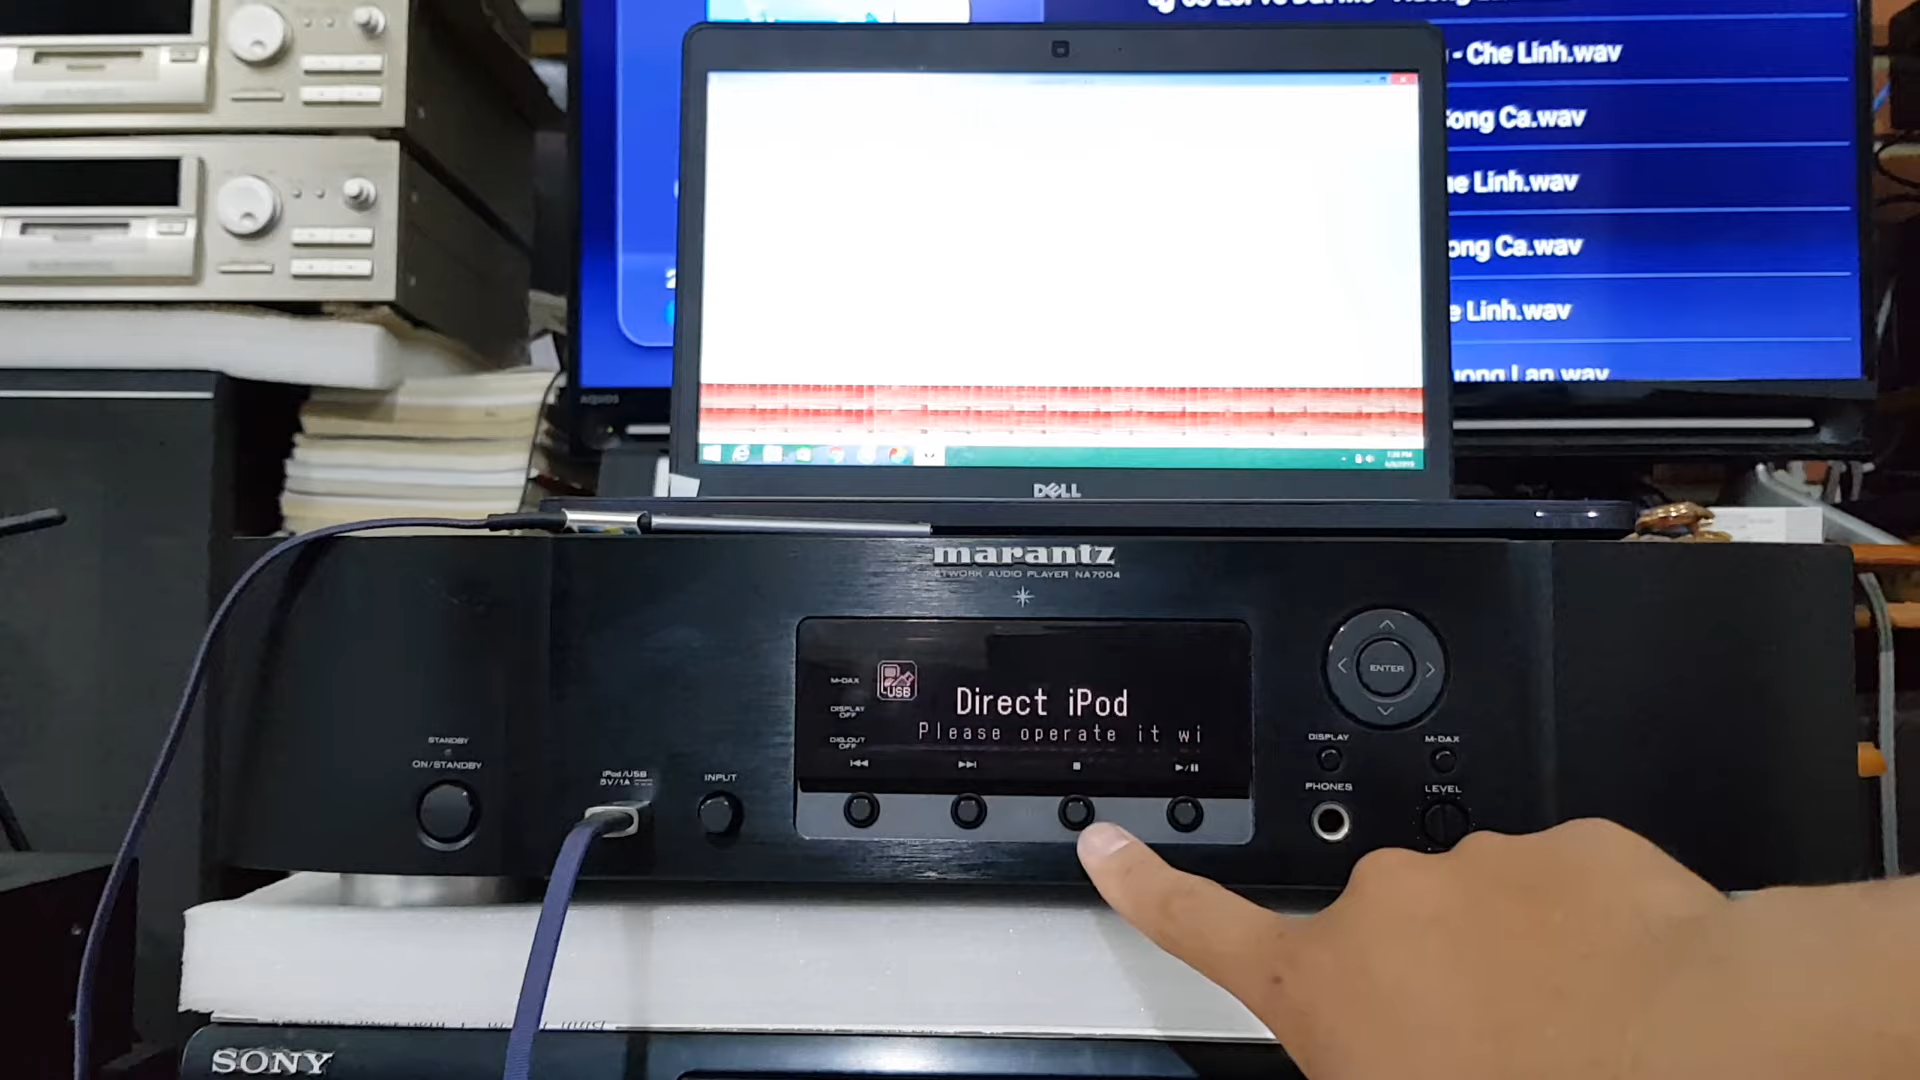 - Che Linh.wav
ong Ca.wav
e Linh.wav
ong Ca.wav
e Linh.wav
AQUOS
DELL
marantz
NETWORK AUDIO PLAYER NA7004
M-DAX
USB
Direct iPod
DISPLAY
OFF
Please operate it wi
DIG.OUT
OFF
ENTER
STANDBY
ON/STANDBY
iPod/USB
5V/1A
INPUT
DISPLAY
M-DAX
PHONES
LEVEL
SONY